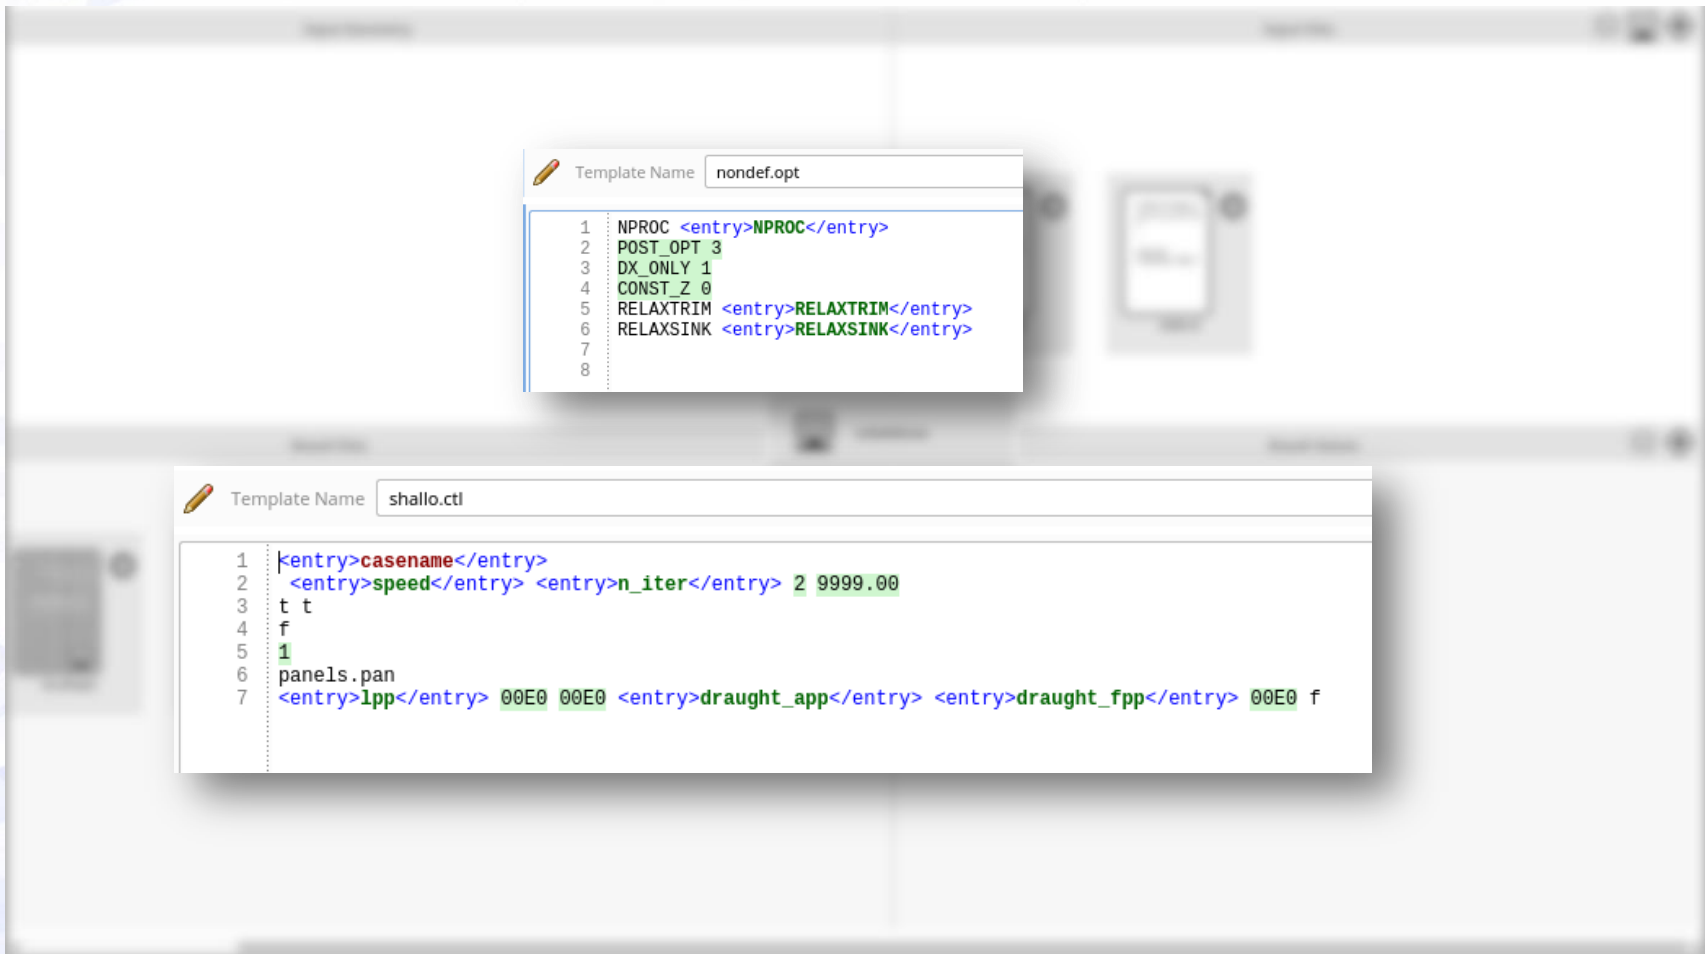 Template Name nondef.opt
1 NPROC <entry>NPROC</entry>
2 POST_OPT 3
3 DX_ONLY 1
4 CONST_Z 0
5 RELAXTRIM <entry>RELAXTRIM</entry>
6 RELAXSINK <entry>RELAXSINK</entry>
7
8
Template Name shallo.ctl
1 <entry>casename</entry>
2 <entry>speed</entry> <entry>n_iter</entry> 2 9999.00
3 t t
4 f
5 1
6 panels.pan
7 <entry>lpp</entry> 00E0 00E0 <entry>draught_app</entry> <entry>draught_fpp</entry> 00E0 f